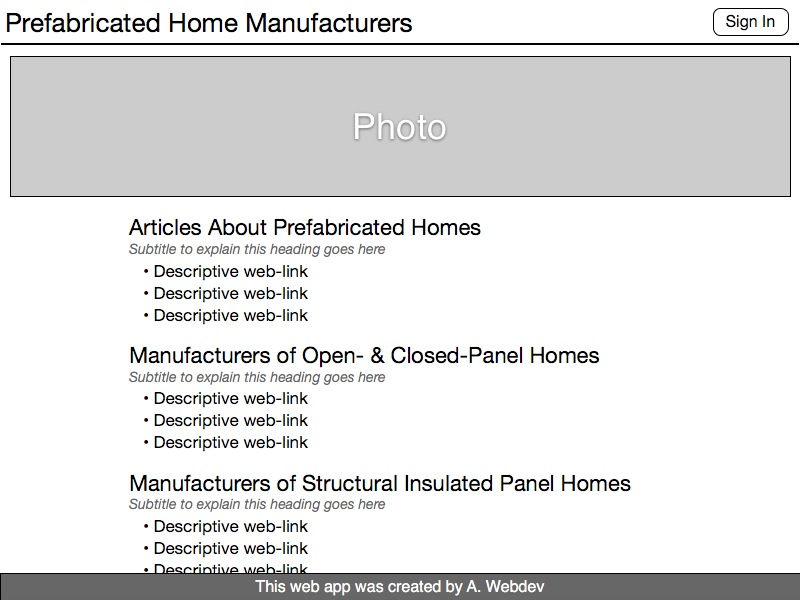 Prefabricated Home Manufacturers
Sign In
Photo
Articles About Prefabricated Homes
Subtitle to explain this heading goes here
• Descriptive web-link
• Descriptive web-link
• Descriptive web-link
Manufacturers of Open- & Closed-Panel Homes
Subtitle to explain this heading goes here
• Descriptive web-link
• Descriptive web-link
• Descriptive web-link
Manufacturers of Structural Insulated Panel Homes
Subtitle to explain this heading goes here
• Descriptive web-link
• Descriptive web-link
• Descriptive web-link
This web app was created by A. Webdev